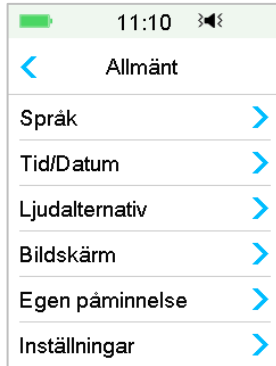 11:10
Allmänt
Språk
Tid/Datum
Ljudalternativ
Bildskärm
Egen påminnelse
Inställningar